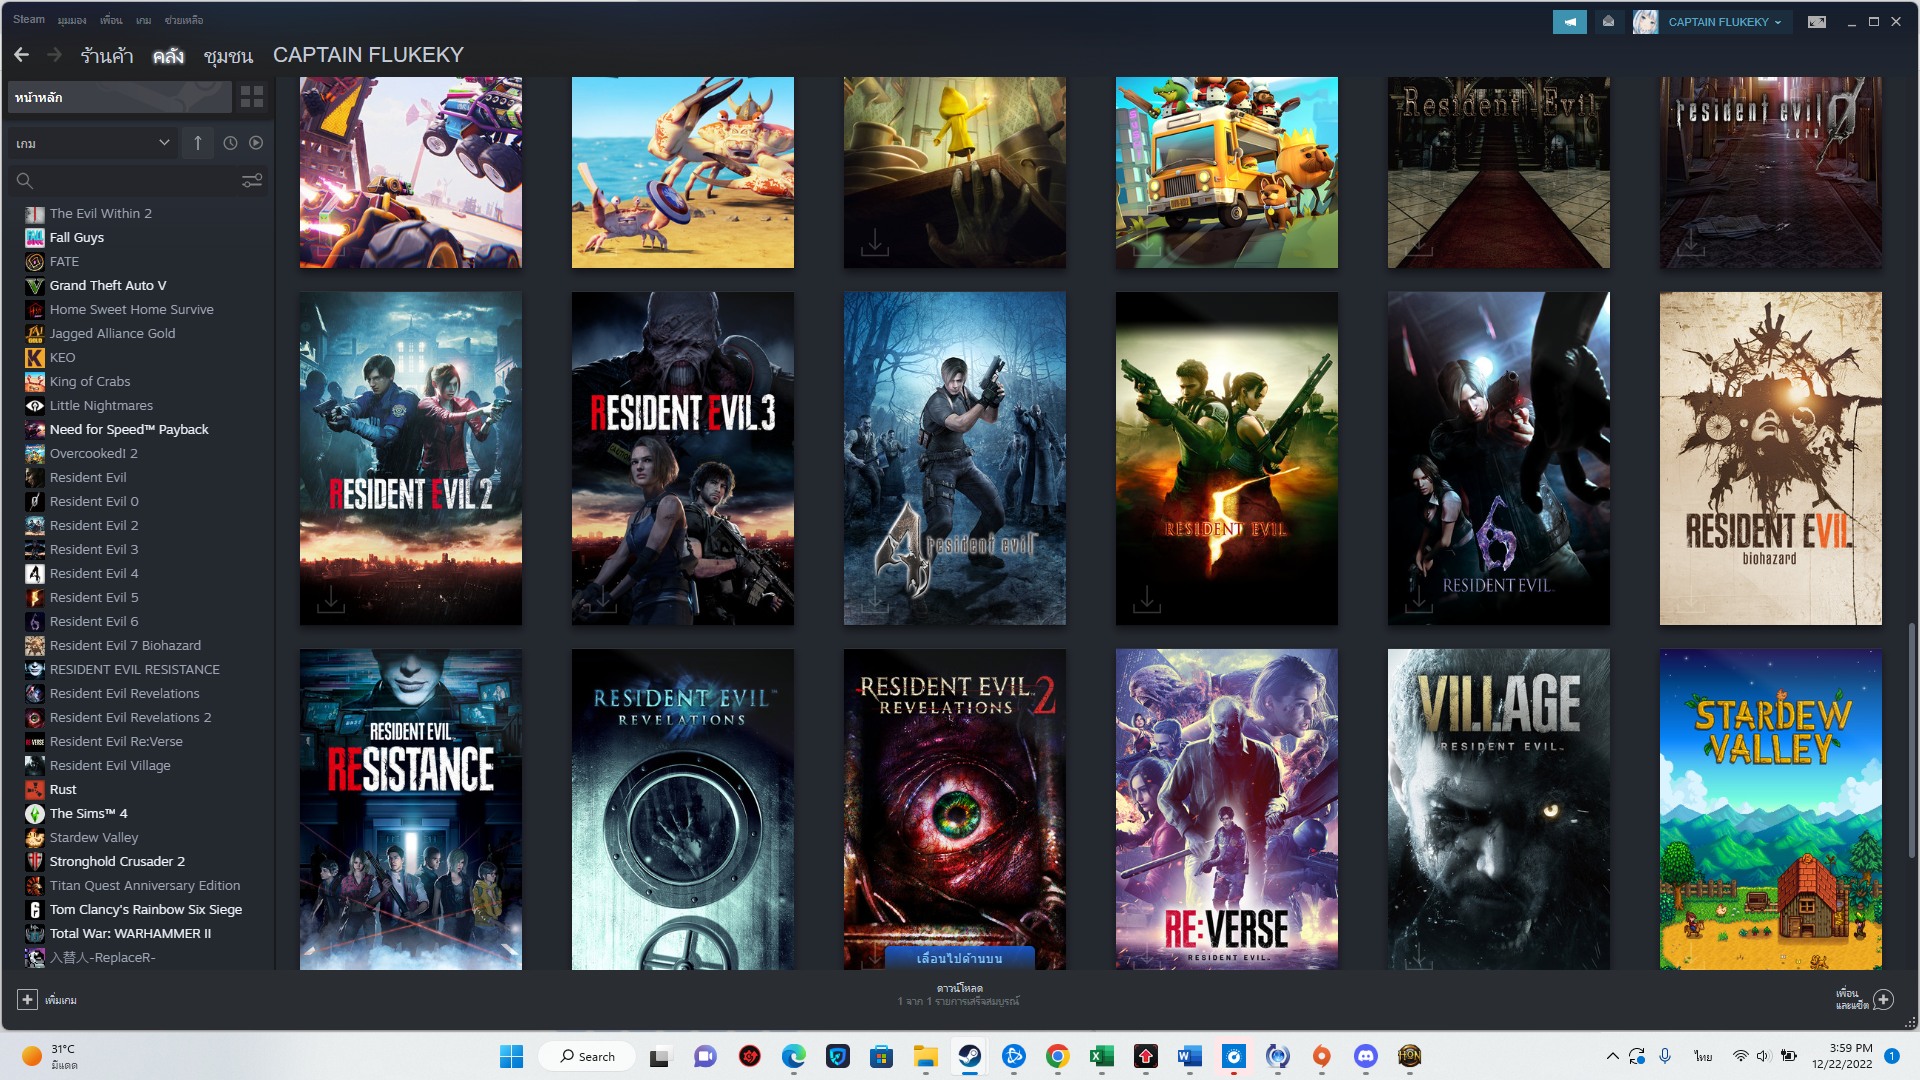 Steam มุมมอง เพื่อน เกม ช่วยเหลือ
CAPTAIN FLUKEKY
ร้านค้า คลัง ชุมชน CAPTAIN FLUKEKY
หน้าหลัก
เกม
The Evil Within 2
Fall Guys
FATE
Grand Theft Auto V
Home Sweet Home Survive
Jagged Alliance Gold
KEO
King of Crabs
Little Nightmares
Need for Speed™ Payback
Overcooked! 2
Resident Evil
Resident Evil 0
Resident Evil 2
Resident Evil 3
Resident Evil 4
Resident Evil 5
Resident Evil 6
Resident Evil 7 Biohazard
RESIDENT EVIL RESISTANCE
Resident Evil Revelations
Resident Evil Revelations 2
Resident Evil Re:Verse
Resident Evil Village
Rust
The Sims™ 4
Stardew Valley
Stronghold Crusader 2
Titan Quest Anniversary Edition
Tom Clancy's Rainbow Six Siege
Total War: WARHAMMER II
入替人-ReplaceR-
Resident Evil
resident evil 0
zero
RESIDENT EVIL 2
RESIDENT EVIL 3
4 resident evil
RESIDENT EVIL 5
6
RESIDENT EVIL
RESIDENT EVIL
biohazard
RESIDENT EVIL
RESISTANCE
RESIDENT EVIL™
REVELATIONS
RESIDENT EVIL 2
REVELATIONS
RE:VERSE
RESIDENT EVIL
VILLAGE
RESIDENT EVIL
STARDEW
VALLEY
เลื่อนไปด้านบน
เพิ่มเกม
ดาวน์โหลด
1 จาก 1 รายการเสร็จสมบูรณ์
เพื่อน
และแช็ต
31°C
มีแดด
Search
HON
ไทย
3:59 PM
12/22/2022
1